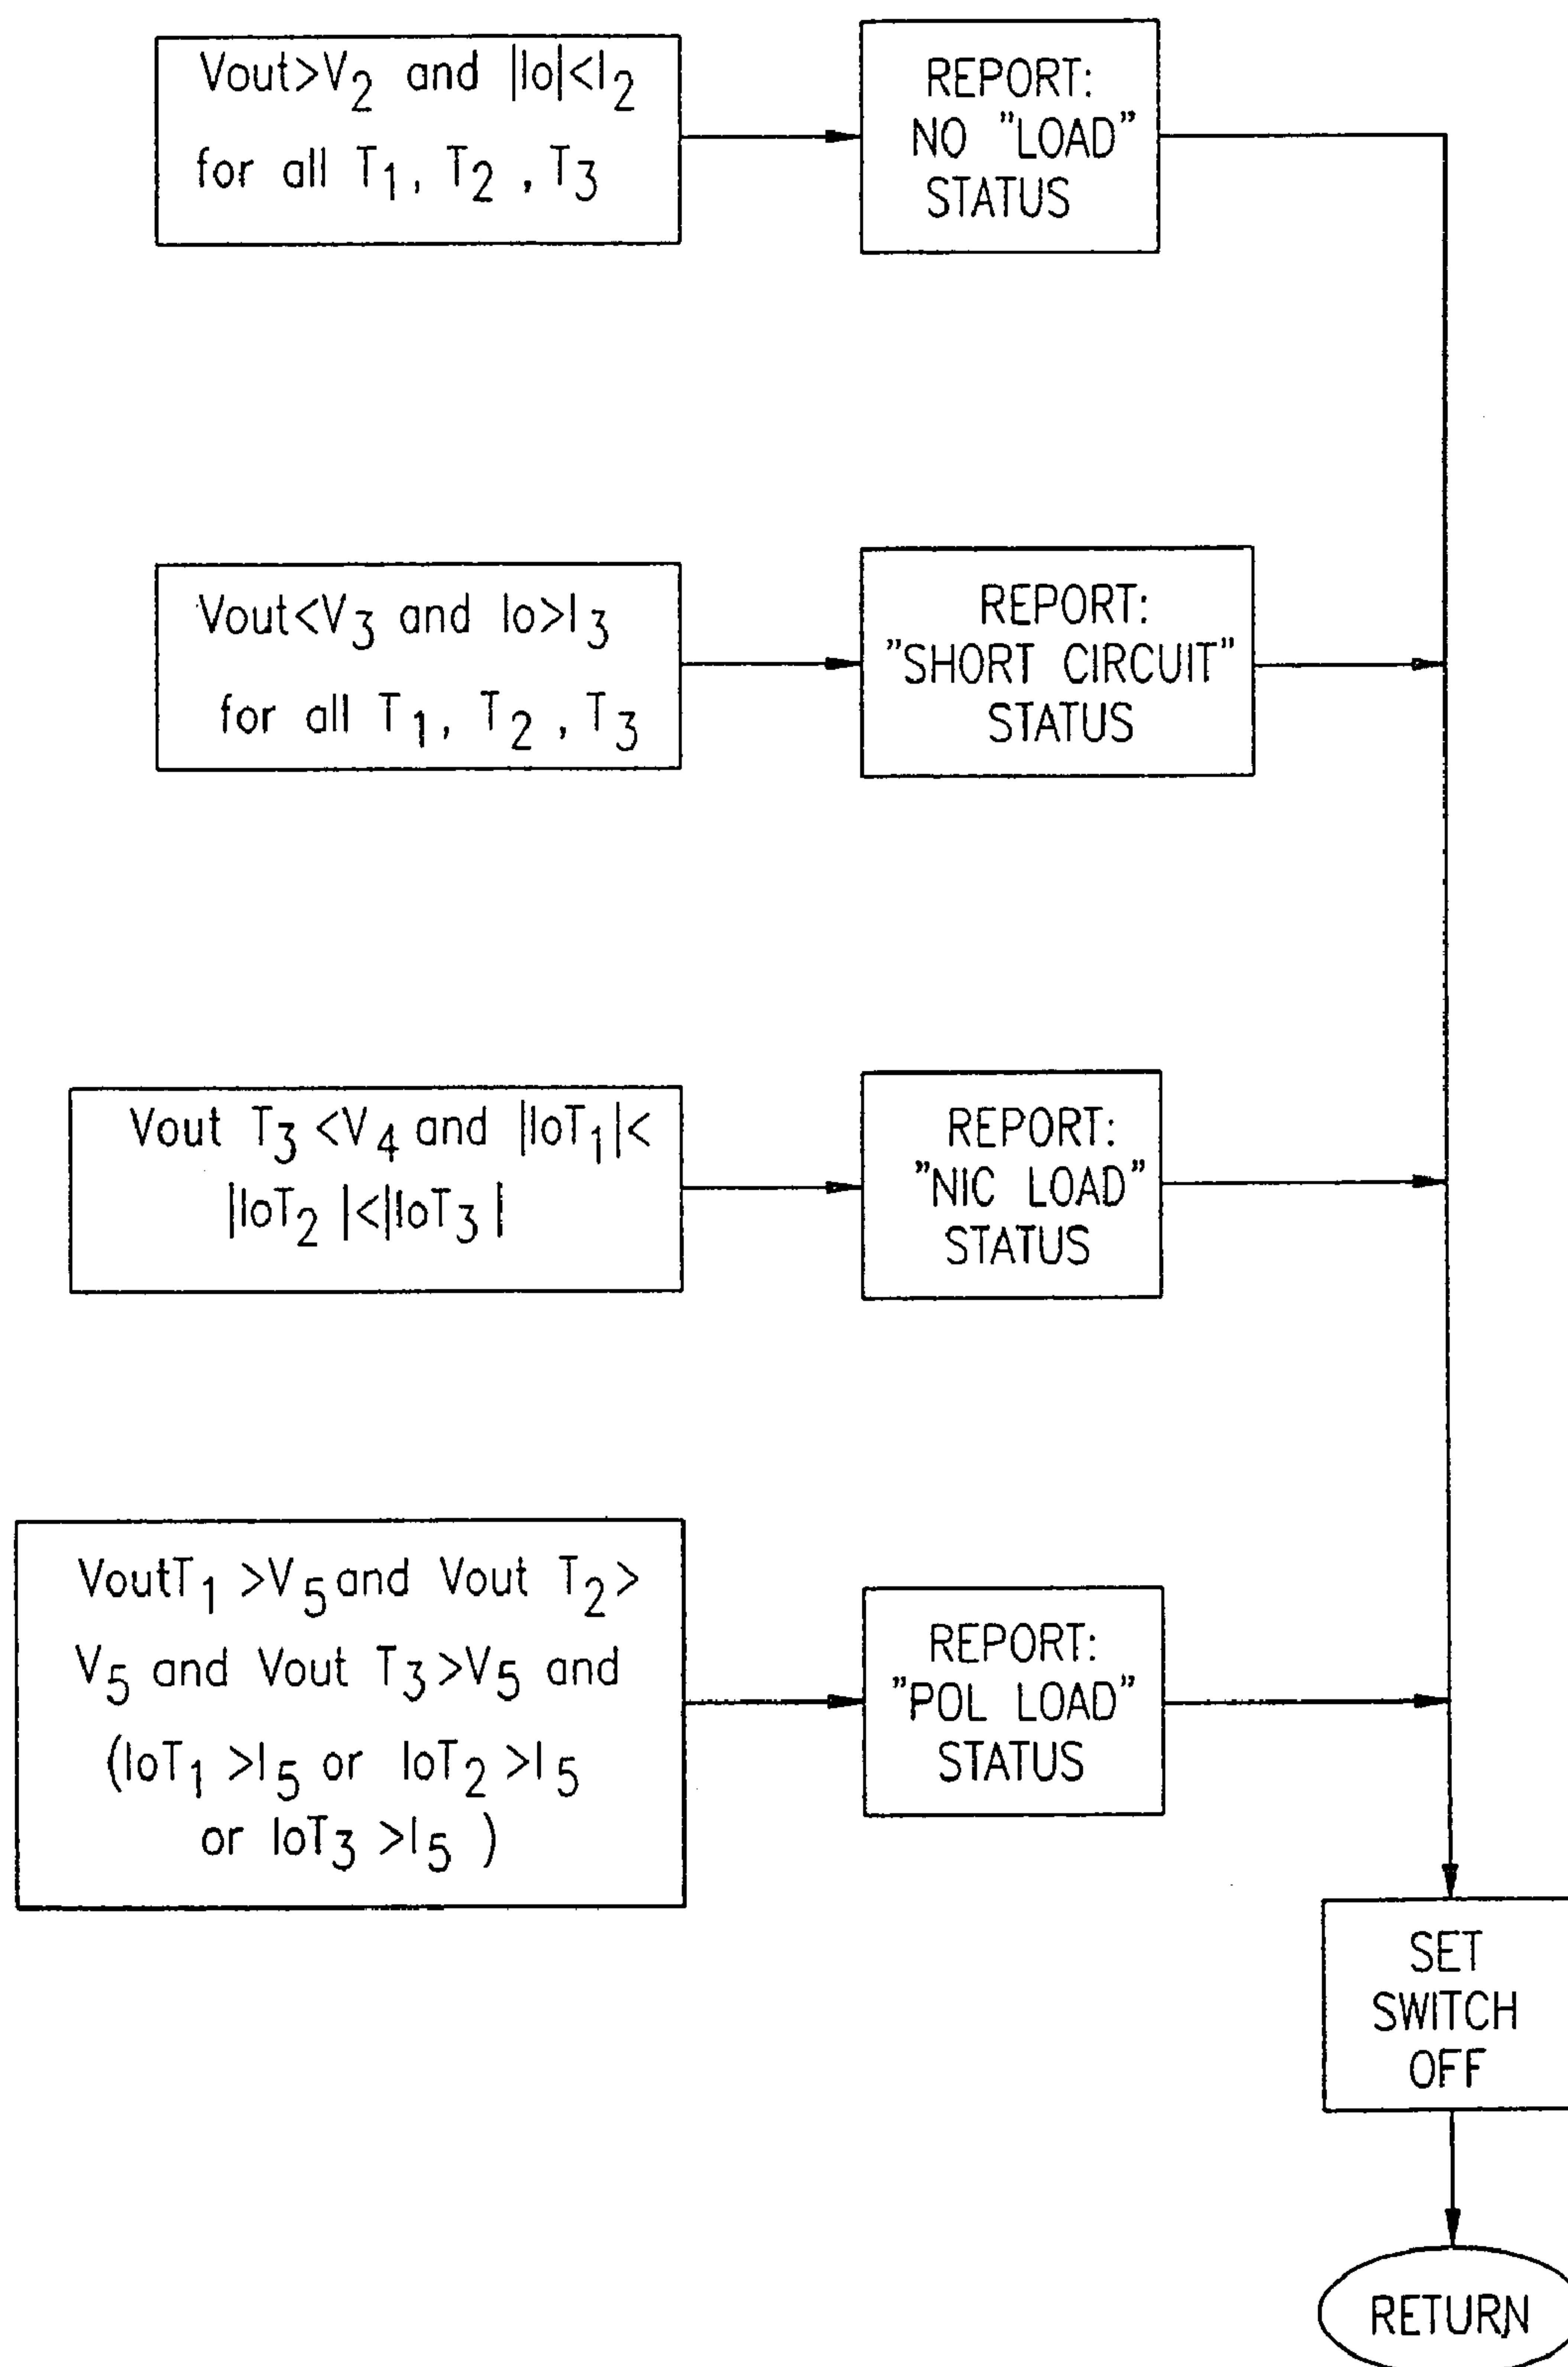 Vout>V2 and |Io|<I2
for all T1, T2 , T3
REPORT:
NO "LOAD"
STATUS
Vout<V3 and Io>I3
for all T1, T2 , T3
REPORT:
"SHORT CIRCUIT"
STATUS
Vout T3 <V4 and |IoT1|<
|IoT2 |<|IoT3 |
REPORT:
"NIC LOAD"
STATUS
VoutT1 >V5 and Vout T2>
V5 and Vout T3>V5 and
(IoT1 >I5 or IoT2 >I5
or IoT3 >I5 )
REPORT:
"POL LOAD"
STATUS
SET
SWITCH
OFF
RETURN